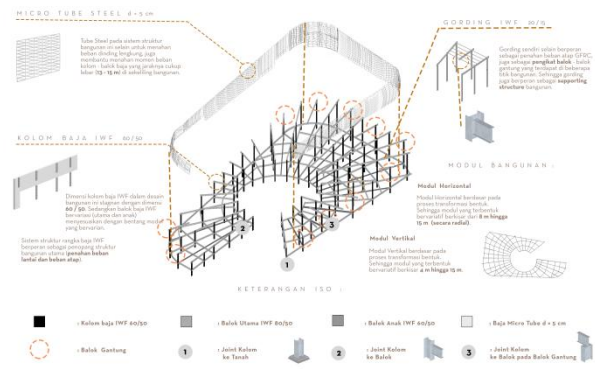 MICRO TUBE STEEL d = 5 cm
Tube Steel pada sistem struktur
bangunan ini selain untuk menahan
beban dinding lengkung, juga
membantu menahan momen beban
kolom - balok baja yang jaraknya cukup
lebar (13 - 15 m) di sekeliling bangunan.
GORDING IWF 20/15
Gording sendiri selain berperan
sebagai penahan beban atap GFRC,
juga sebagai pengikat balok - balok
gantung yang terdapat di beberapa
titik bangunan. Sehingga gording
juga berperan sebagai supporting
structure bangunan.
KOLOM BAJA IWF 60/50
Dimensi kolom baja IWF dalam desain
bangunan ini stagnan dengan dimensi
60 / 50. Sedangkan balok baja IWF
bervariasi (utama dan anak)
menyesuaikan dengan bentang modul
yang bervarian.
Sistem struktur rangka baja IWF
berperan sebagai penopang struktur
bangunan utama (penahan beban
lantai dan beban atap)
MODUL BANGUNAN :
Modul Horizontal
Modul Horizontal berdasar pada
proses transformasi bentuk.
Sehingga modul yang terbentuk
bervariatif berkisar dari 8 m hingga
15 m (secara radial).
Modul Vertikal
Modul Vertikal berdasar pada
proses transformasi bentuk.
Sehingga modul yang terbentuk
bervariatif berkisar 4 m hingga 15 m
2
3
1
KETERANGAN ISO :
: Kolom baja IWF 60/50
: Balok Utama IWF 80/50
: Balok Anak IWF 60/50
: Baja Micro Tube d = 5 cm
: Balok Gantung
1
: Joint Kolom
ke Tanah
2
: Joint Kolom
ke Balok
3
: Joint Kolom
ke Balok pada Balok Gantung